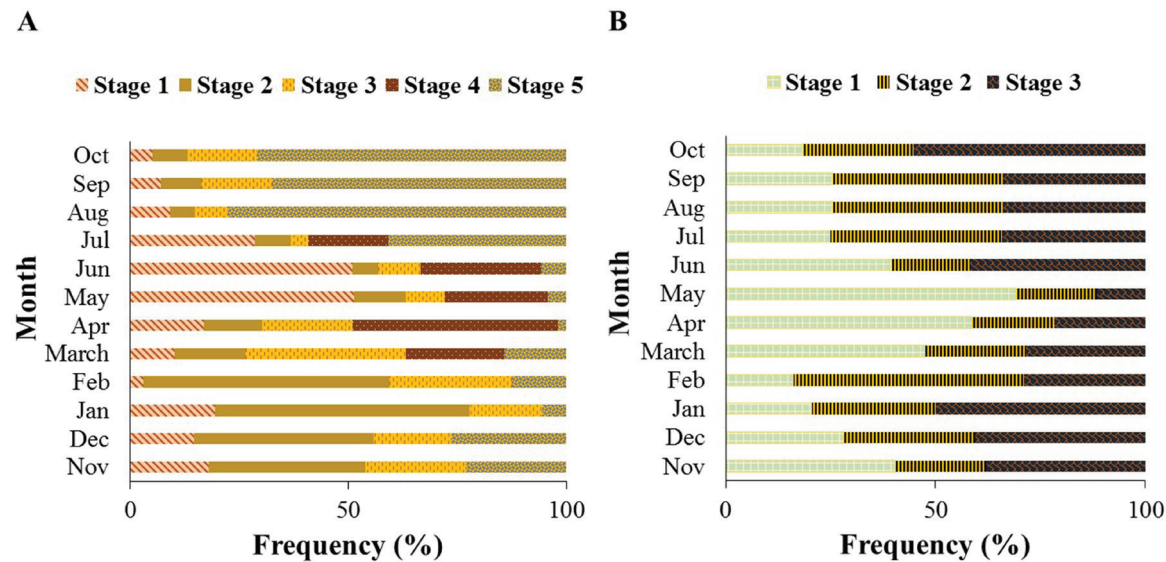 A
Stage 1 Stage 2 Stage 3 Stage 4 Stage 5
Month
Oct
Sep
Aug
Jul
Jun
May
Apr
March
Feb
Jan
Dec
Nov
0 50 100
Frequency (%)
B
Stage 1 Stage 2 Stage 3
Month
Oct
Sep
Aug
Jul
Jun
May
Apr
March
Feb
Jan
Dec
Nov
0 50 100
Frequency (%)